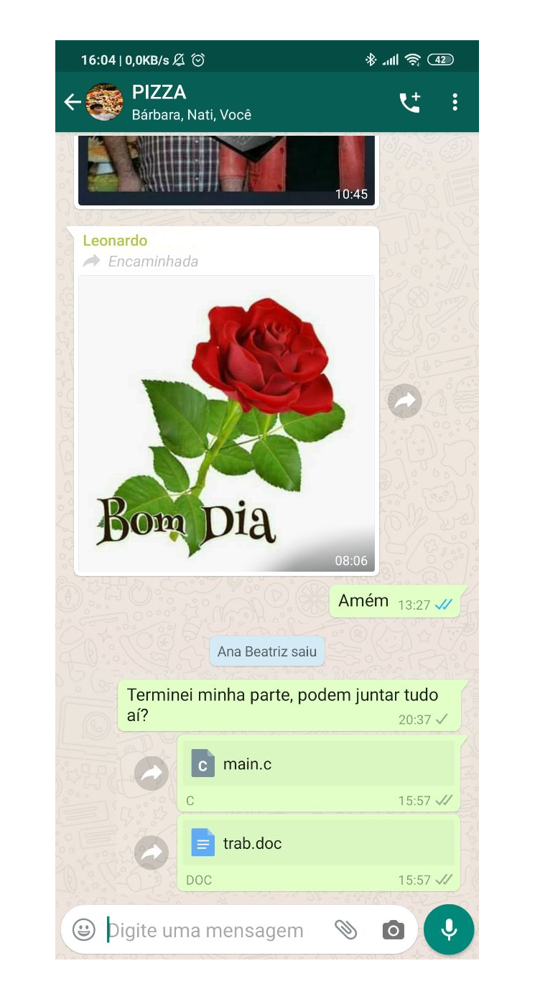 16:04 | 0,0KB/s 42
PIZZA
Bárbara, Nati, Você
10:45
Leonardo
Encaminhada
Bom Dia
08:06
Amém 13:27
Ana Beatriz saiu
Terminei minha parte, podem juntar tudo
aí? 20:37
C main.c
C 15:57
trab.doc
DOC 15:57
Digite uma mensagem